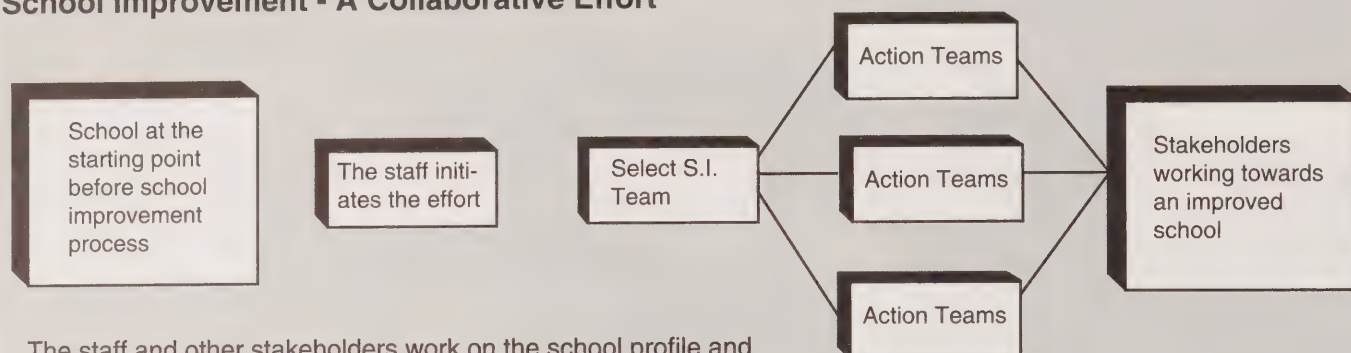 School Improvement - A Collaborative Effort
School at the
starting point
before school
improvement
process
The staff initi-
ates the effort
Select S.I.
Team
Action Teams
Action Teams
Action Teams
Stakeholders
working towards
an improved
school
The staff and other stakeholders work on the school profile and